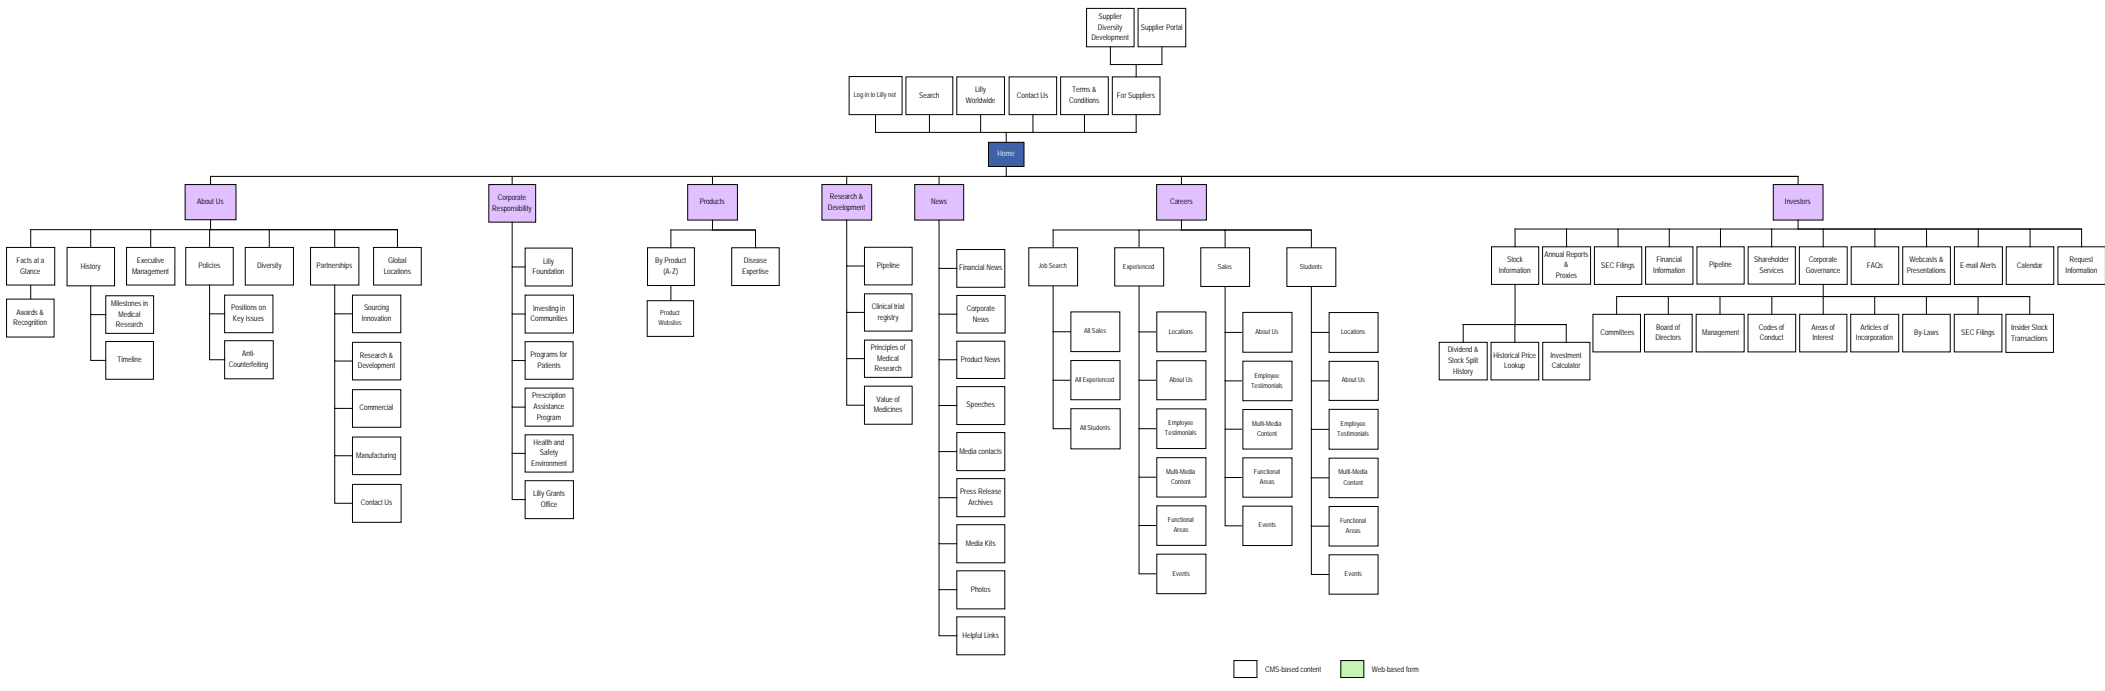 Supplier
Diversity
Development
Supplier Portal
Log in to Lilly net
Search
Lilly
Worldwide
Contact Us
Terms &
Conditions
For Suppliers
Home
About Us
Corporate
Responsibility
Products
Research &
Development
News
Careers
Investors
Facts at a
Glance
History
Executive
Management
Policies
Diversity
Partnerships
Global
Locations
Awards &
Recognition
Milestones in
Medical
Research
Timeline
Positions on
Key Issues
Anti-
Counterfeiting
Sourcing
Innovation
Research &
Development
Commercial
Manufacturing
Contact Us
Lilly
Foundation
Investing in
Communities
Programs for
Patients
Prescription
Assistance
Program
Health and
Safety
Environment
Lilly Grants
Office
By Product
(A-Z)
Disease
Expertise
Product
Websites
Pipeline
Clinical trial
registry
Principles of
Medical
Research
Value of
Medicines
Financial News
Corporate
News
Product News
Speeches
Media contacts
Press Release
Archives
Media Kits
Photos
Helpful Links
Job Search
Experienced
Sales
Students
All Sales
All Experienced
All Students
Locations
About Us
Employee
Testimonials
Multi-Media
Content
Functional
Areas
Events
About Us
Employee
Testimonials
Multi-Media
Content
Functional
Areas
Events
Locations
About Us
Employee
Testimonials
Multi-Media
Content
Functional
Areas
Events
Stock
Information
Annual Reports
&
Proxies
SEC Filings
Financial
Information
Pipeline
Shareholder
Services
Corporate
Governance
FAQs
Webcasts &
Presentations
E-mail Alerts
Calendar
Request
Information
Dividend &
Stock Split
History
Historical Price
Lookup
Investment
Calculator
Committees
Board of
Directors
Management
Codes of
Conduct
Areas of
Interest
Articles of
Incorporation
By-Laws
SEC Filings
Insider Stock
Transactions
CMS-based content
Web-based form